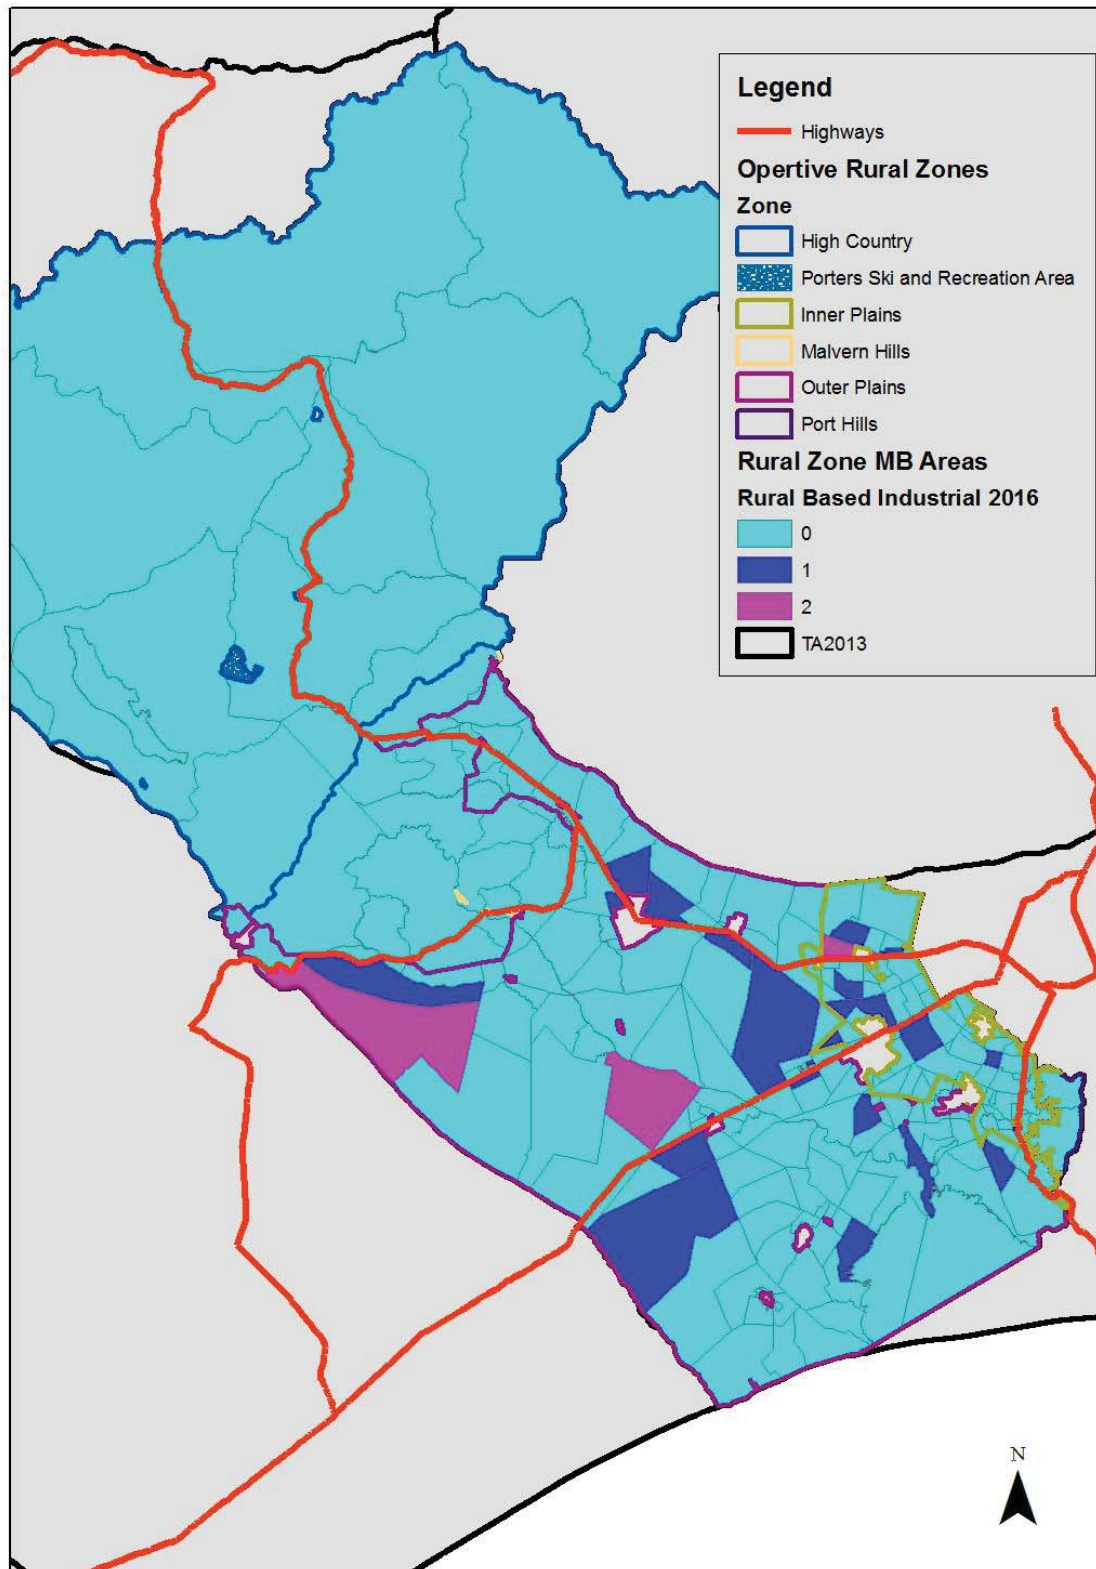 Legend
Highways
Opertive Rural Zones
Zone
High Country
Porters Ski and Recreation Area
Inner Plains
Malvern Hills
Outer Plains
Port Hills
Rural Zone MB Areas
Rural Based Industrial 2016
0
1
2
TA2013
N